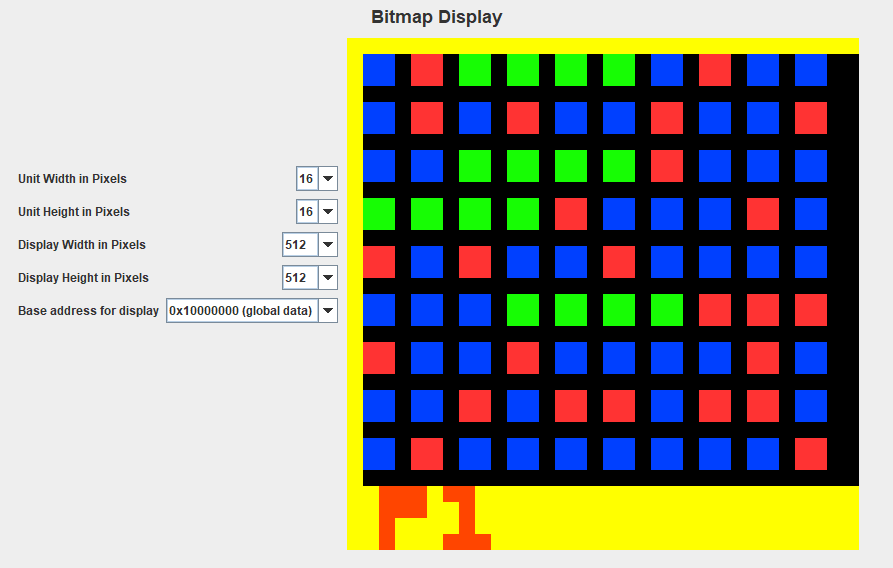 Bitmap Display
Unit Width in Pixels 16
Unit Height in Pixels 16
Display Width in Pixels 512
Display Height in Pixels 512
Base address for display 0x10000000 (global data)
P1